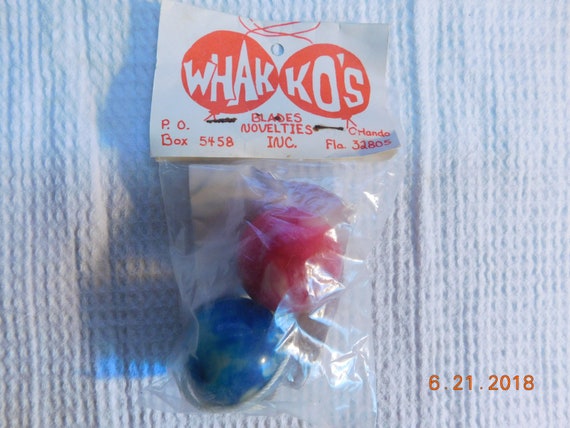 WHAK-KO'S
BLADES
P. O. NOVELTIES Orlando
Box 5458 INC. Fla 32805
6.21.2018